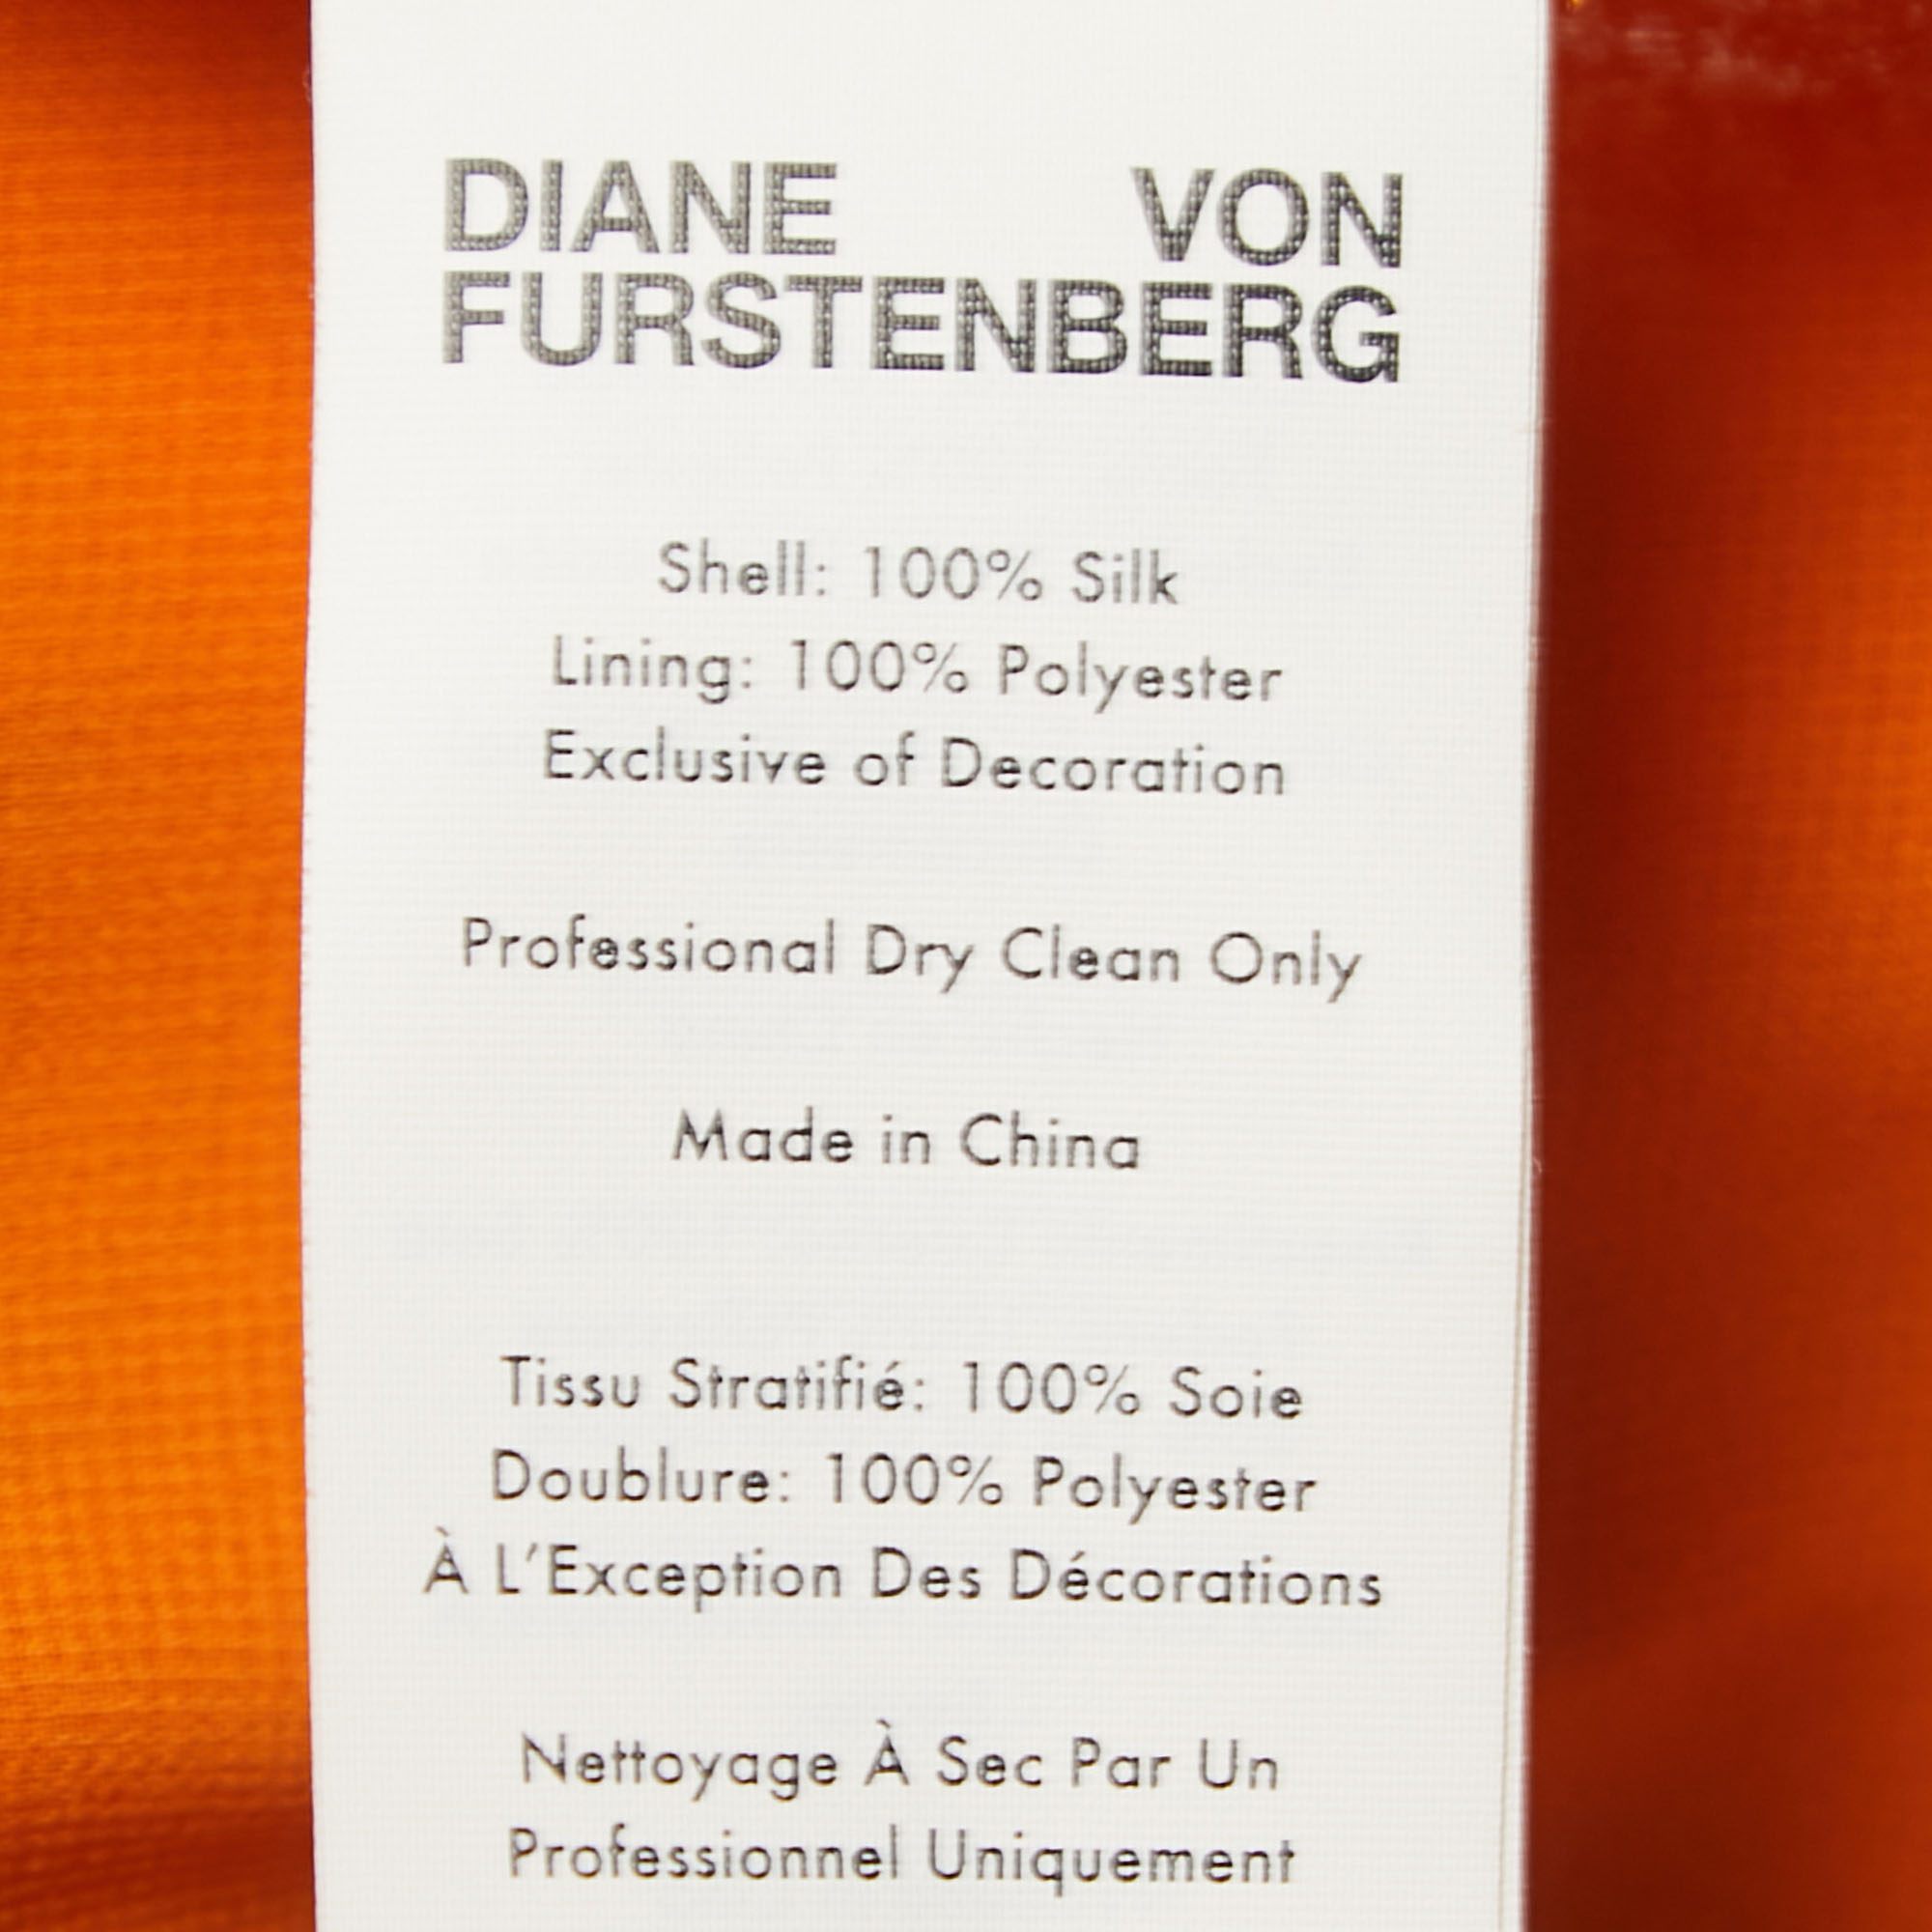 DIANE VON
FURSTENBERG
Shell: 100% Silk
Lining: 100% Polyester
Exclusive of Decoration
Professional Dry Clean Only
Made in China
Tissu Stratifié: 100% Soie
Doublure: 100% Polyester
À L'Exception Des Décorations
Nettoyage À Sec Par Un
Professionnel Uniquement